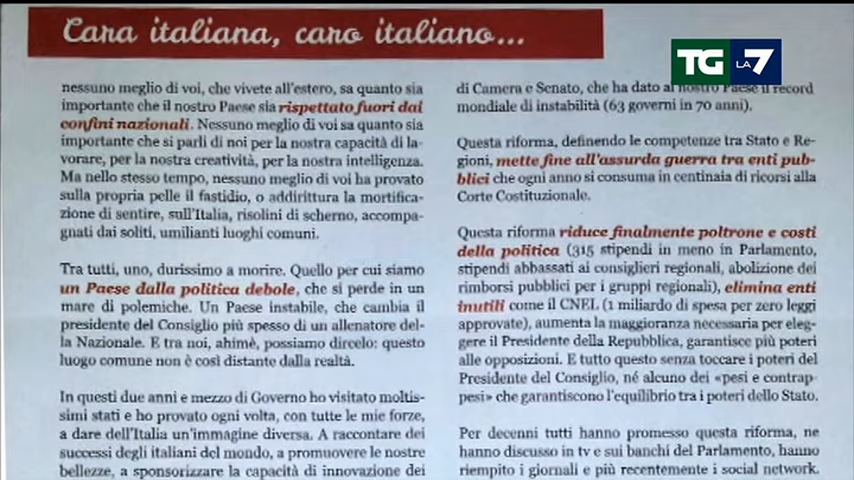 Cara italiana, caro italiano...
TG LA 7
nessuno meglio di voi, che vivete all'estero, sa quanto sia
importante che il nostro Paese sia rispettato fuori dai
confini nazionali. Nessuno meglio di voi sa quanto sia
importante che si parli di noi per la nostra capacità di la-
vorare, per la nostra creatività, per la nostra intelligenza.
Ma nello stesso tempo, nessuno meglio di voi ha provato
sulla propria pelle il fastidio, o addirittura la mortifica-
zione di sentire, sull'Italia, risolini di scherno, accompa-
gnati dai soliti, umilianti luoghi comuni.
Tra tutti, uno, durissimo a morire. Quello per cui siamo
un Paese dalla politica debole, che si perde in un
mare di polemiche. Un Paese instabile, che cambia il
presidente del Consiglio più spesso di un allenatore del-
la Nazionale. E tra noi, ahimè, possiamo dircelo: questo
luogo comune non è così distante dalla realtà.
In questi due anni e mezzo di Governo ho visitato moltis-
simi stati e ho provato ogni volta, con tutte le mie forze,
a dare dell'Italia un'immagine diversa. A raccontare dei
successi degli italiani del mondo, a promuovere le nostre
bellezze, a sponsorizzare la capacità di innovazione dei
di Camera e Senato, che ha dato al nostro Paese il record
mondiale di instabilità (63 governi in 70 anni).
Questa riforma, definendo le competenze tra Stato e Re-
gioni, mette fine all'assurda guerra tra enti pub-
blici che ogni anno si consuma in centinaia di ricorsi alla
Corte Costituzionale.
Questa riforma riduce finalmente poltrone e costi
della politica (315 stipendi in meno in Parlamento,
stipendi abbassati ai consiglieri regionali, abolizione dei
rimborsi pubblici per i gruppi regionali), elimina enti
inutili come il CNEL (1 miliardo di spesa per zero leggi
approvate), aumenta la maggioranza necessaria per eleg-
gere il Presidente della Repubblica, garantisce più poteri
alle opposizioni. E tutto questo senza toccare i poteri del
Presidente del Consiglio, né alcuno dei «pesi e contrap-
pesi» che garantiscono l'equilibrio tra i poteri dello Stato.
Per decenni tutti hanno promesso questa riforma, ne
hanno discusso in tv e sui banchi del Parlamento, hanno
riempito i giornali e più recentemente i social network.